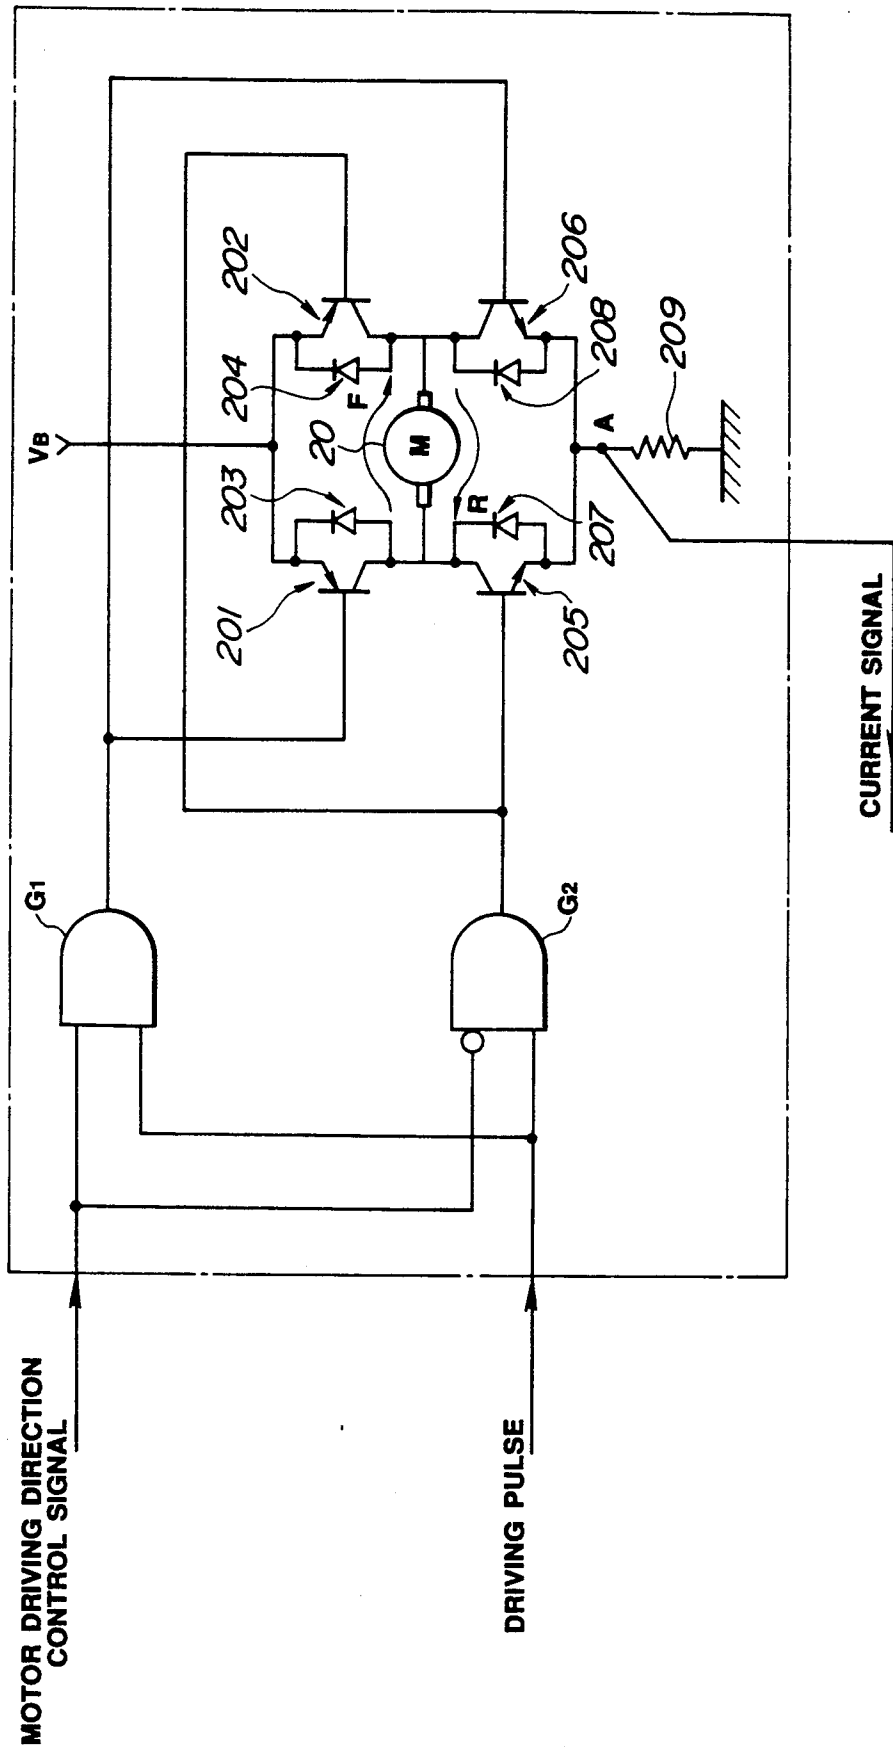 MOTOR DRIVING DIRECTION
CONTROL SIGNAL
DRIVING PULSE
G1
G2
VB
201
203
204
202
F
20
M
R
205
207
208
206
A
209
CURRENT SIGNAL